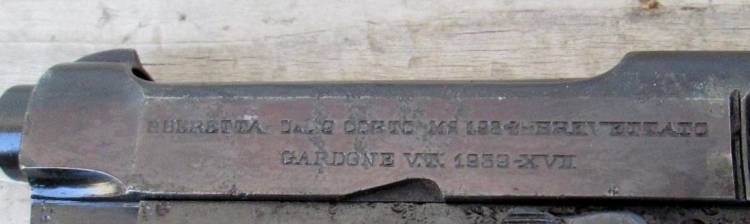 P.BERETTA CAL.9 CORTO Mo 1934-BREVETTATO
GARDONE V.T. 1939-XVII